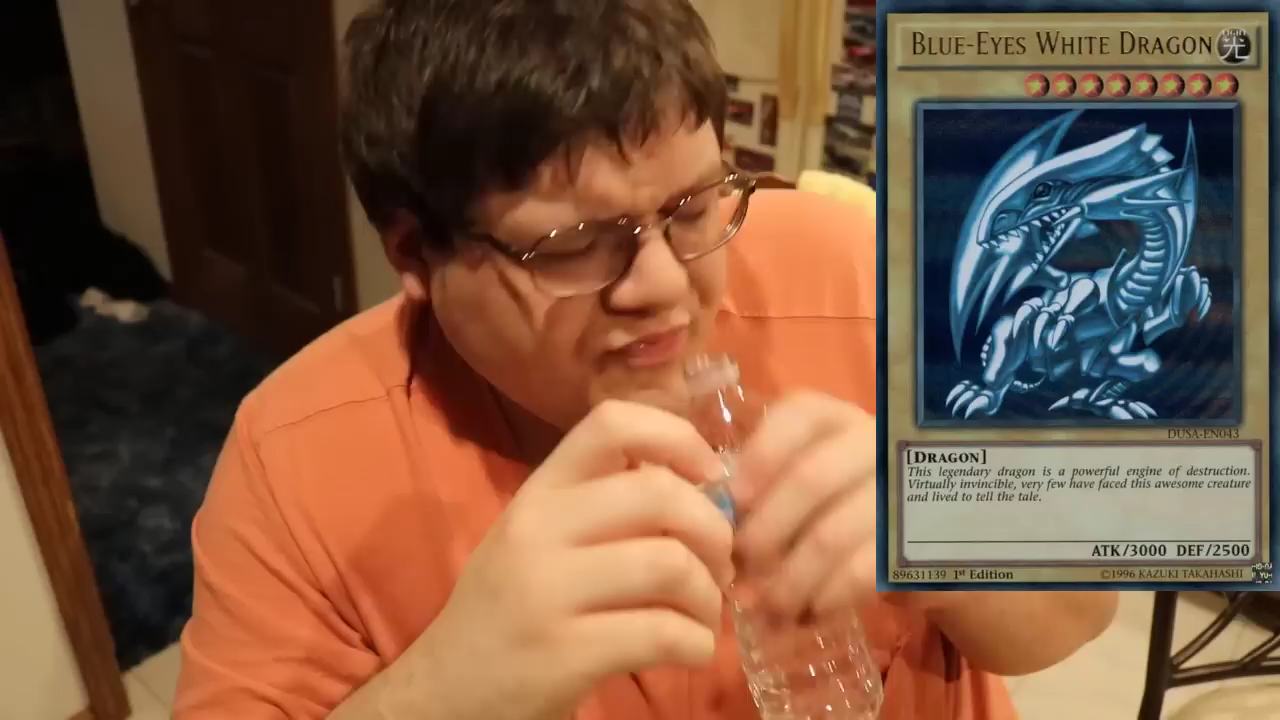 BLUE-EYES WHITE DRAGON
LIGHT
光
DUSA-EN043
[DRAGON]
This legendary dragon is a powerful engine of destruction.
Virtually invincible, very few have faced this awesome creature
and lived to tell the tale.
ATK/3000 DEF/2500
89631139 1st Edition ©1996 KAZUKI TAKAHASHI